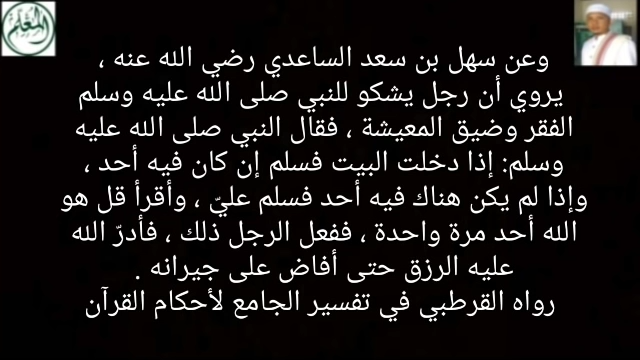 المعلم
وعن سهل بن سعد الساعدي رضي الله عنه ،
يروي أن رجل يشكو للنبي صلى الله عليه وسلم
الفقر وضيق المعيشة ، فقال النبي صلى الله عليه
وسلم: إذا دخلت البيت فسلم إن كان فيه أحد ،
وإذا لم يكن هناك فيه أحد فسلم عليّ ، وأقرأ قل هو
الله أحد مرة واحدة ، ففعل الرجل ذلك ، فأدرّ الله
عليه الرزق حتى أفاض على جيرانه .
رواه القرطبي في تفسير الجامع لأحكام القرآن